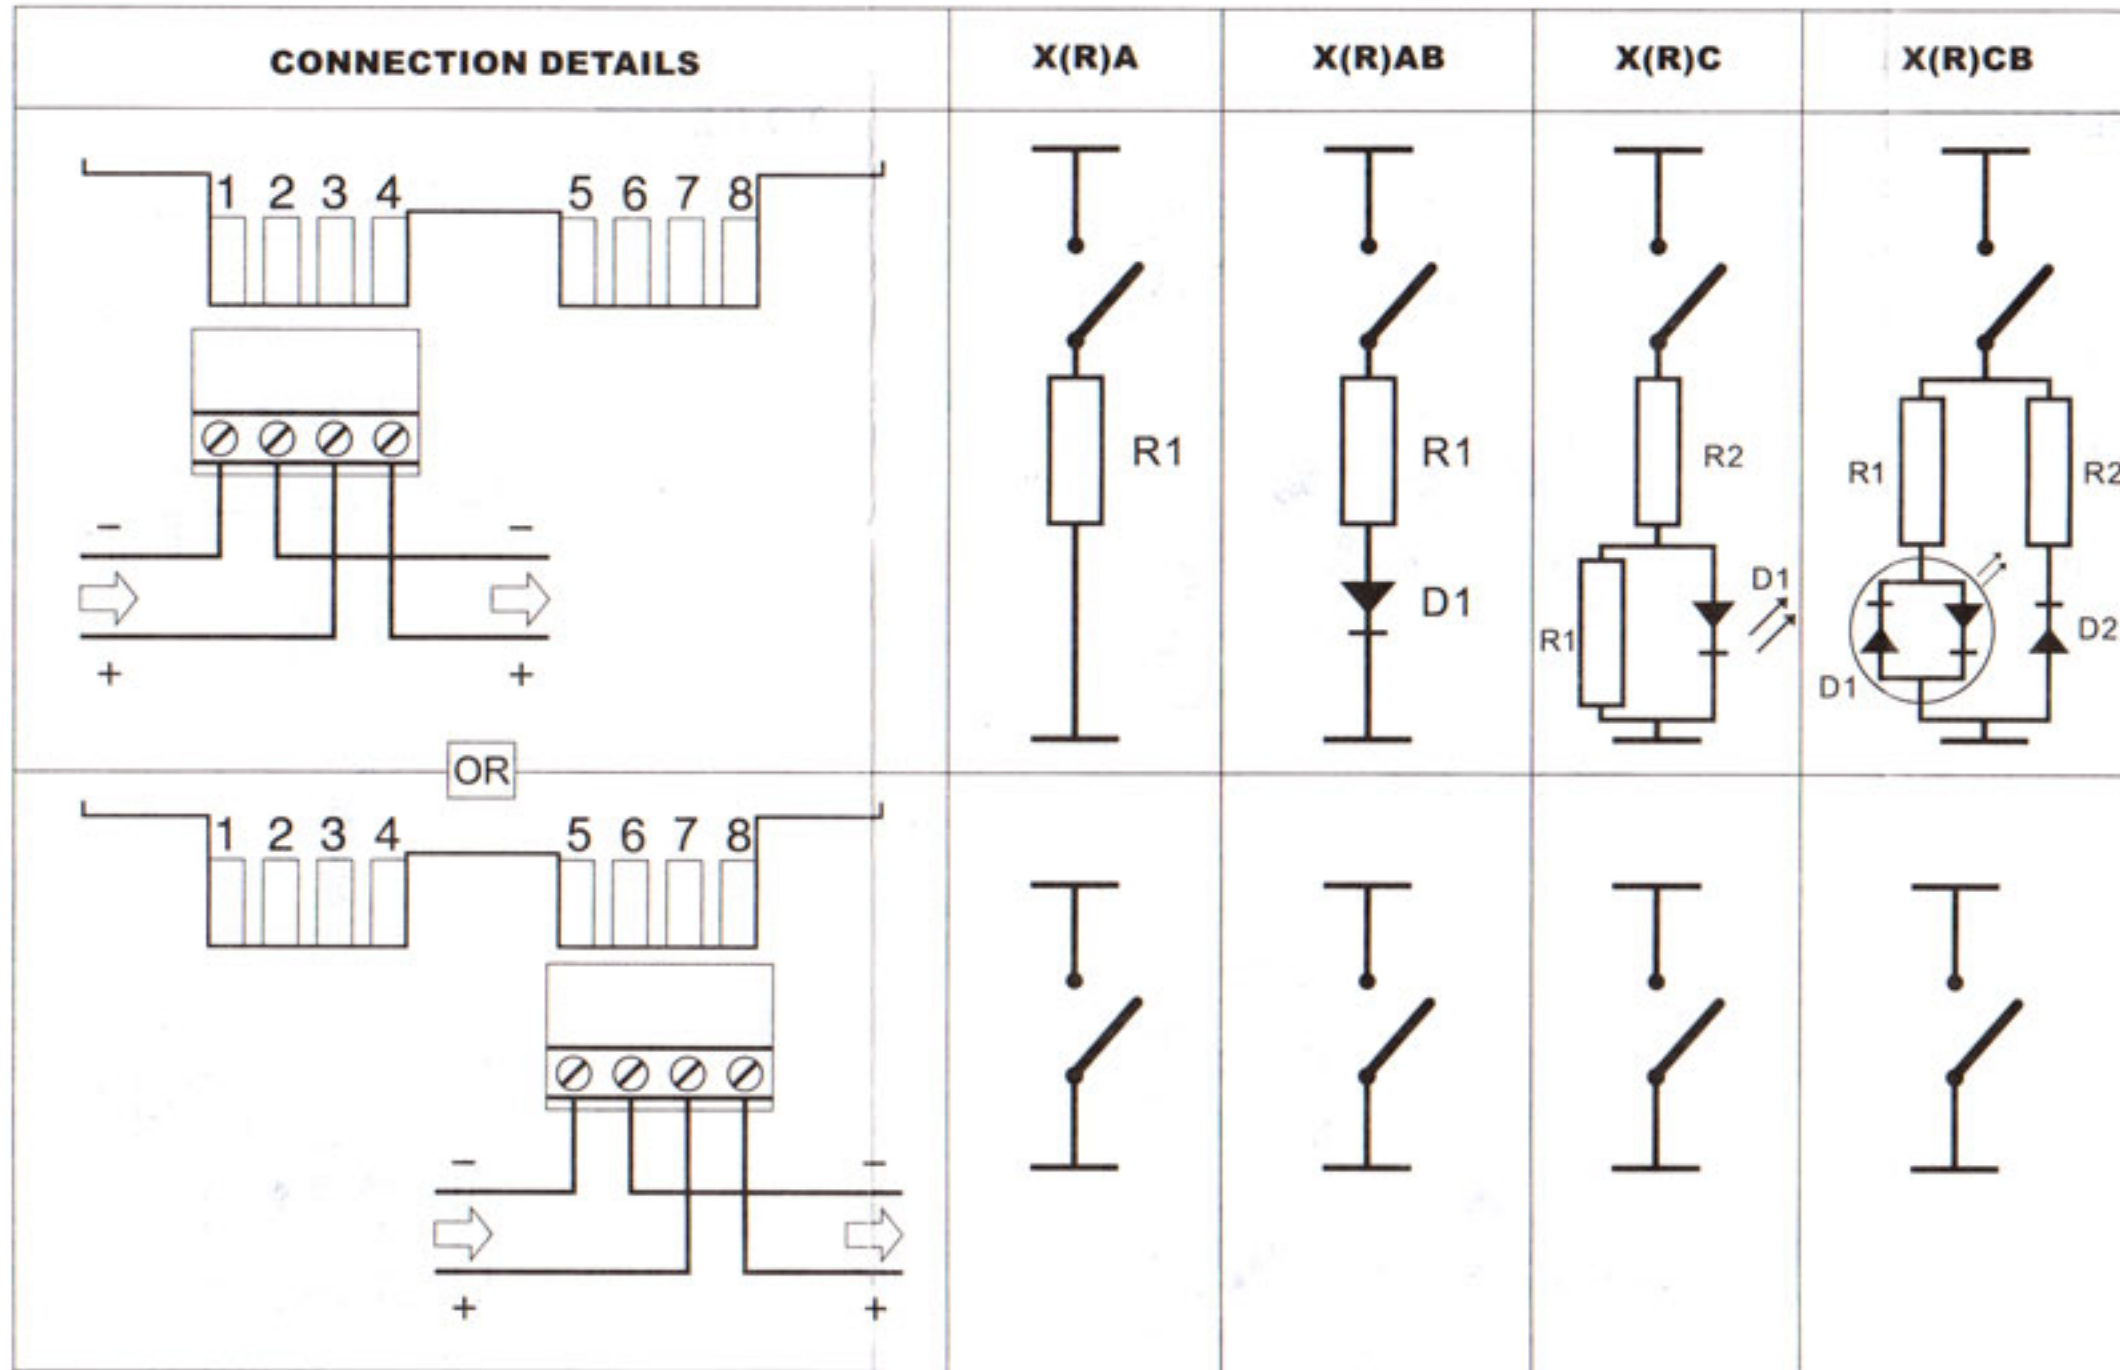 CONNECTION DETAILS X(R)A X(R)AB X(R)C X(R)CB
1 2 3 4 5 6 7 8
R1
R1
D1
R2
R1
D1
R1
R2
D1
D2
− −
+ +
OR
1 2 3 4 5 6 7 8
− −
+ +